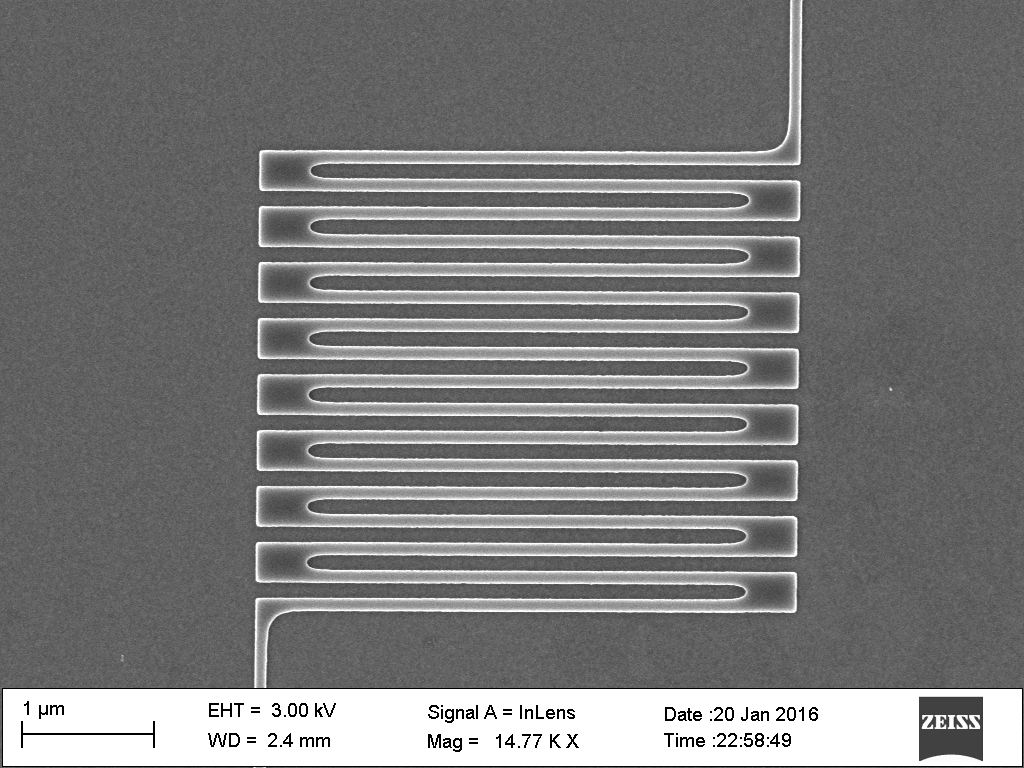 1 µm
EHT = 3.00 kV
WD = 2.4 mm
Signal A = InLens
Mag = 14.77 K X
Date :20 Jan 2016
Time :22:58:49
ZEISS